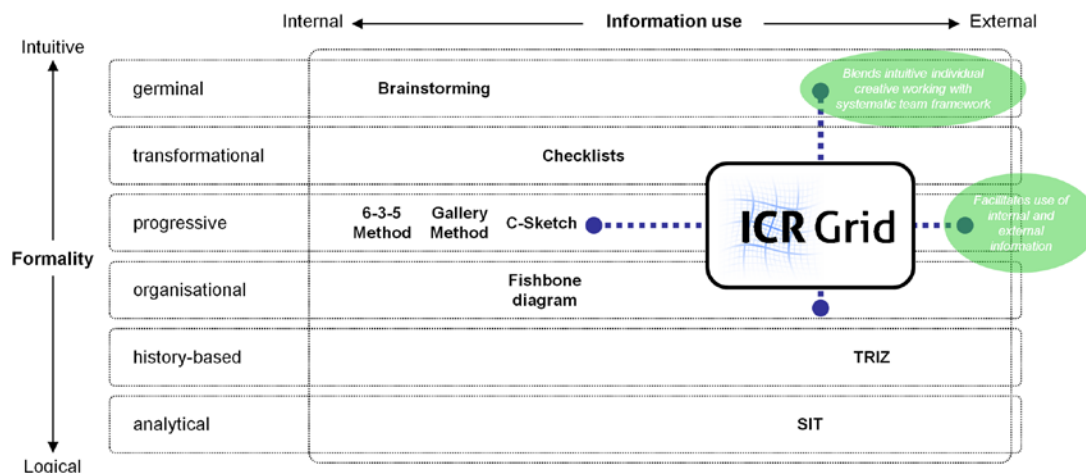 Internal
Information use
External
Intuitive
Formality
Logical
germinal
Brainstorming
Blends intuitive individual
creative working with
systematic team framework
transformational
Checklists
progressive
6-3-5
Method
Gallery
Method
C-Sketch
ICR Grid
Facilitates use of
internal and
external
information
organisational
Fishbone
diagram
history-based
TRIZ
analytical
SIT